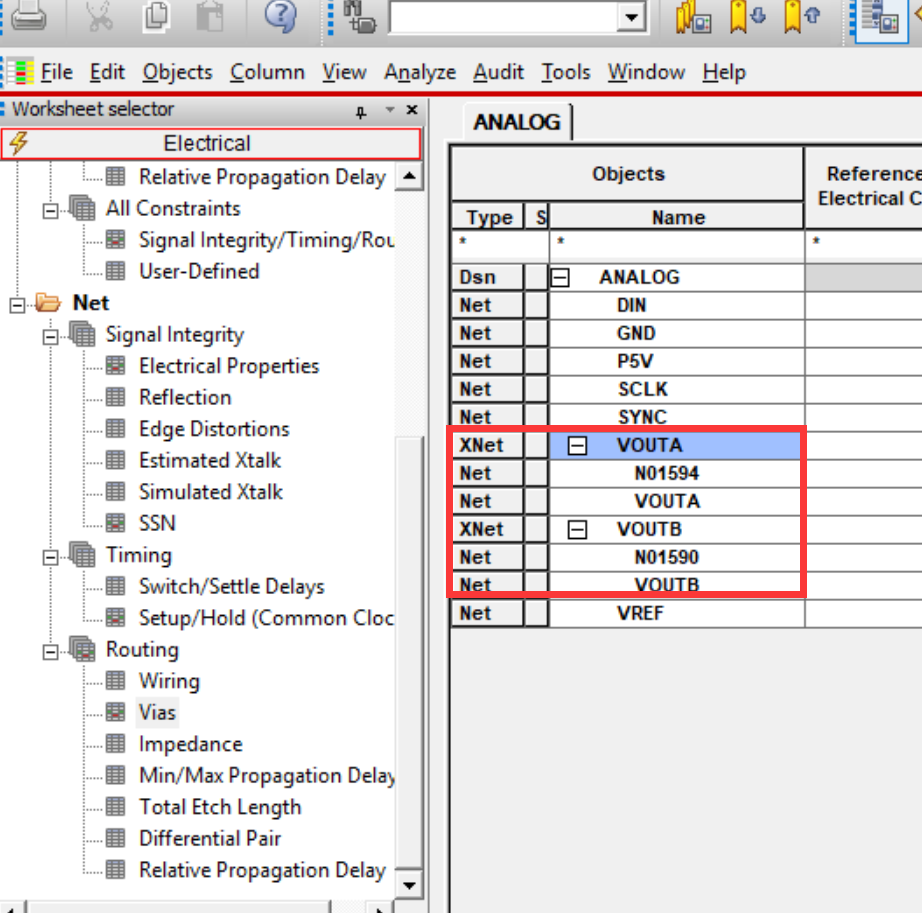 File Edit Objects Column View Analyze Audit Tools Window Help
Worksheet selector
Electrical
Relative Propagation Delay
All Constraints
Signal Integrity/Timing/Rou
User-Defined
Net
Signal Integrity
Electrical Properties
Reflection
Edge Distortions
Estimated Xtalk
Simulated Xtalk
SSN
Timing
Switch/Settle Delays
Setup/Hold (Common Cloc
Routing
Wiring
Vias
Impedance
Min/Max Propagation Delay
Total Etch Length
Differential Pair
Relative Propagation Delay
ANALOG
Objects
Reference
Electrical C
Type S Name
* * *
Dsn ANALOG
Net DIN
Net GND
Net P5V
Net SCLK
Net SYNC
XNet VOUTA
Net N01594
Net VOUTA
XNet VOUTB
Net N01590
Net VOUTB
Net VREF